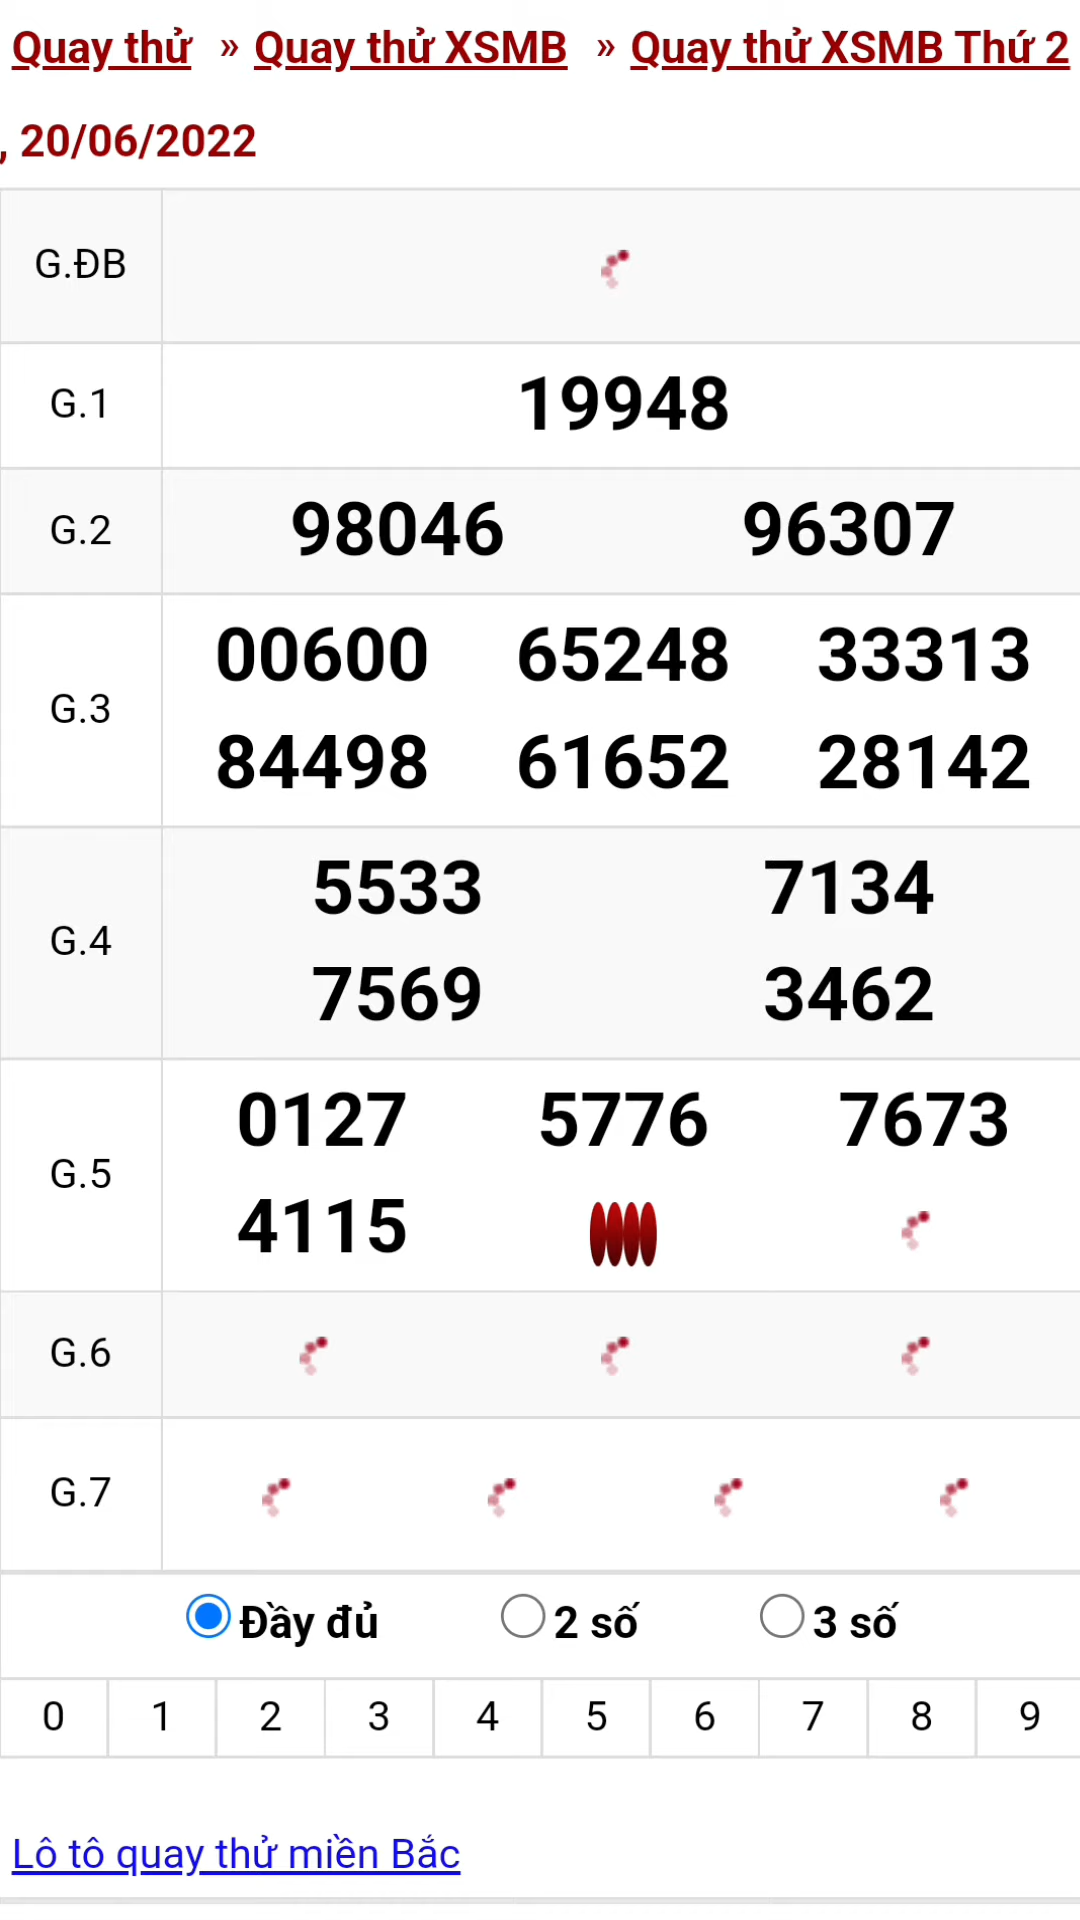 Quay thử » Quay thử XSMB » Quay thử XSMB Thứ 2
, 20/06/2022
G.ĐB
G.1 19948
G.2 98046 96307
G.3 00600 65248 33313
84498 61652 28142
G.4 5533 7134
7569 3462
G.5 0127 5776 7673
4115
G.6
G.7
Đầy đủ 2 số 3 số
0 1 2 3 4 5 6 7 8 9
Lô tô quay thử miền Bắc